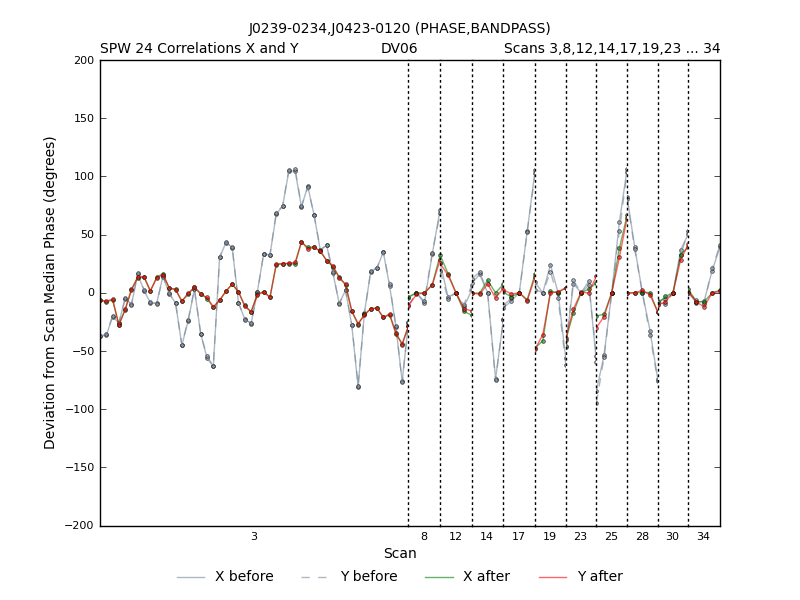 J0239-0234,J0423-0120 (PHASE,BANDPASS)
SPW 24 Correlations X and Y DV06 Scans 3,8,12,14,17,19,23 ... 34
200
150
100
50
0
−50
−100
−150
−200
Deviation from Scan Median Phase (degrees)
3 8 12 14 17 19 23 25 28 30 34
Scan
X before Y before X after Y after